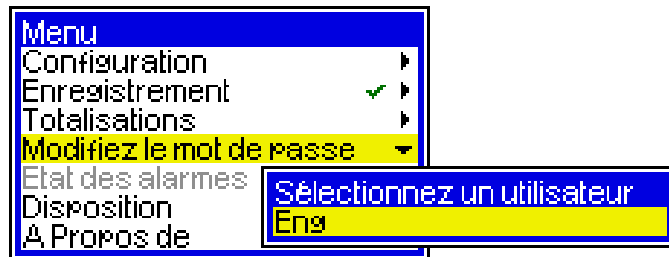 Menu
Configuration
Enregistrement
Totalisations
Modifiez le mot de passe
Etat des alarmes
Disposition
A Propos de
Sélectionnez un utilisateur
Eng